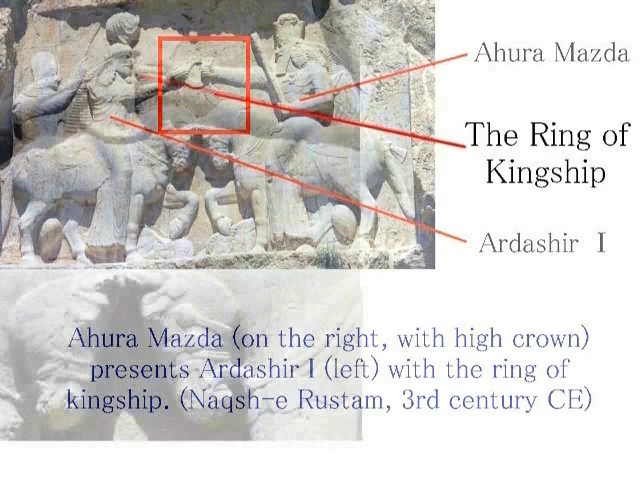 Ahura Mazda
The Ring of
Kingship
Ardashir I
Ahura Mazda (on the right, with high crown)
presents Ardashir I (left) with the ring of
kingship. (Naqsh-e Rustam, 3rd century CE)